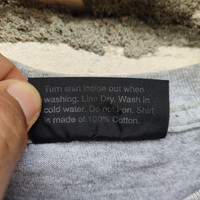 Turn shirt inside out when
washing. Line Dry. Wash in
cold water. Do not Iron. Shirt
is made of 100% Cotton.